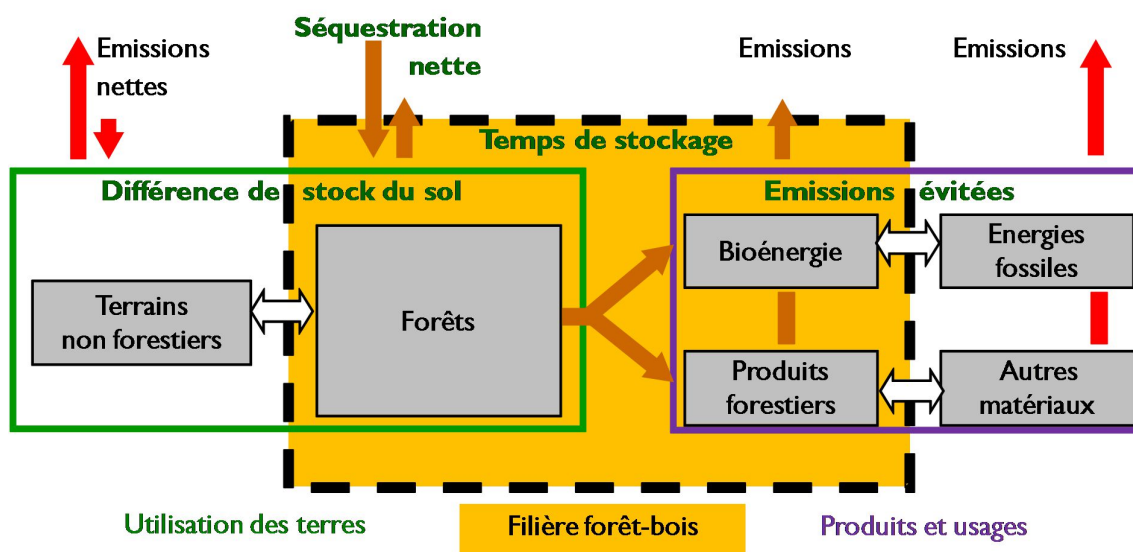 Emissions
nettes
Séquestration
nette
Emissions
Emissions
Temps de stockage
Différence de stock du sol
Emissions évitées
Terrains
non forestiers
Forêts
Bioénergie
Energies
fossiles
Produits
forestiers
Autres
matériaux
Utilisation des terres
Filière forêt-bois
Produits et usages